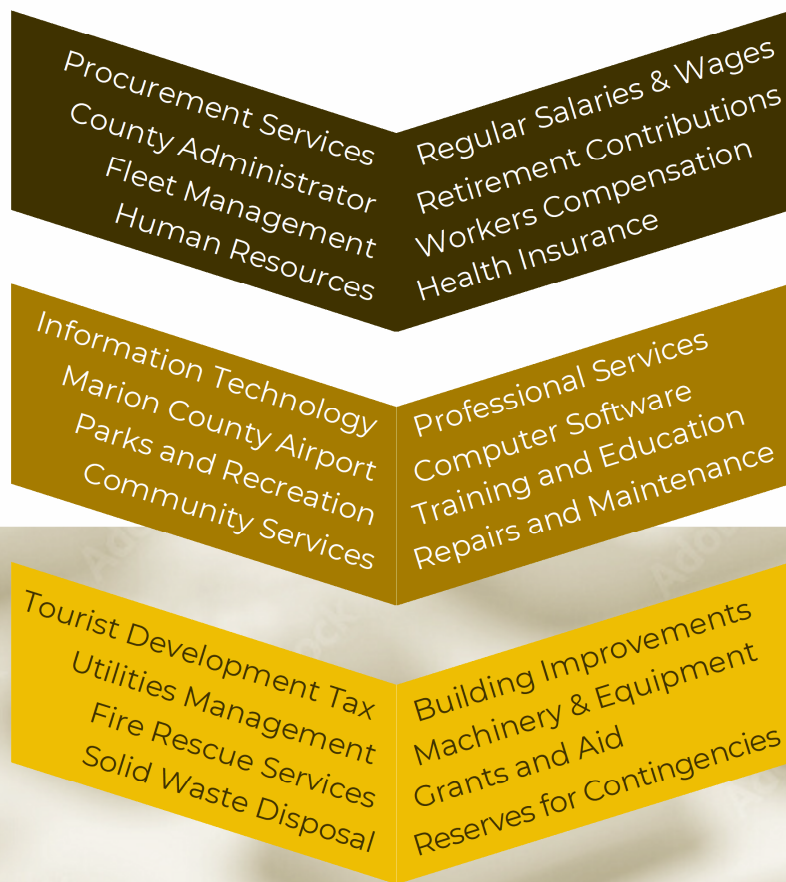 Procurement Services
County Administrator
Fleet Management
Human Resources
Regular Salaries & Wages
Retirement Contributions
Workers Compensation
Health Insurance
Information Technology
Marion County Airport
Parks and Recreation
Community Services
Professional Services
Computer Software
Training and Education
Repairs and Maintenance
Tourist Development Tax
Utilities Management
Fire Rescue Services
Solid Waste Disposal
Building Improvements
Machinery & Equipment
Grants and Aid
Reserves for Contingencies